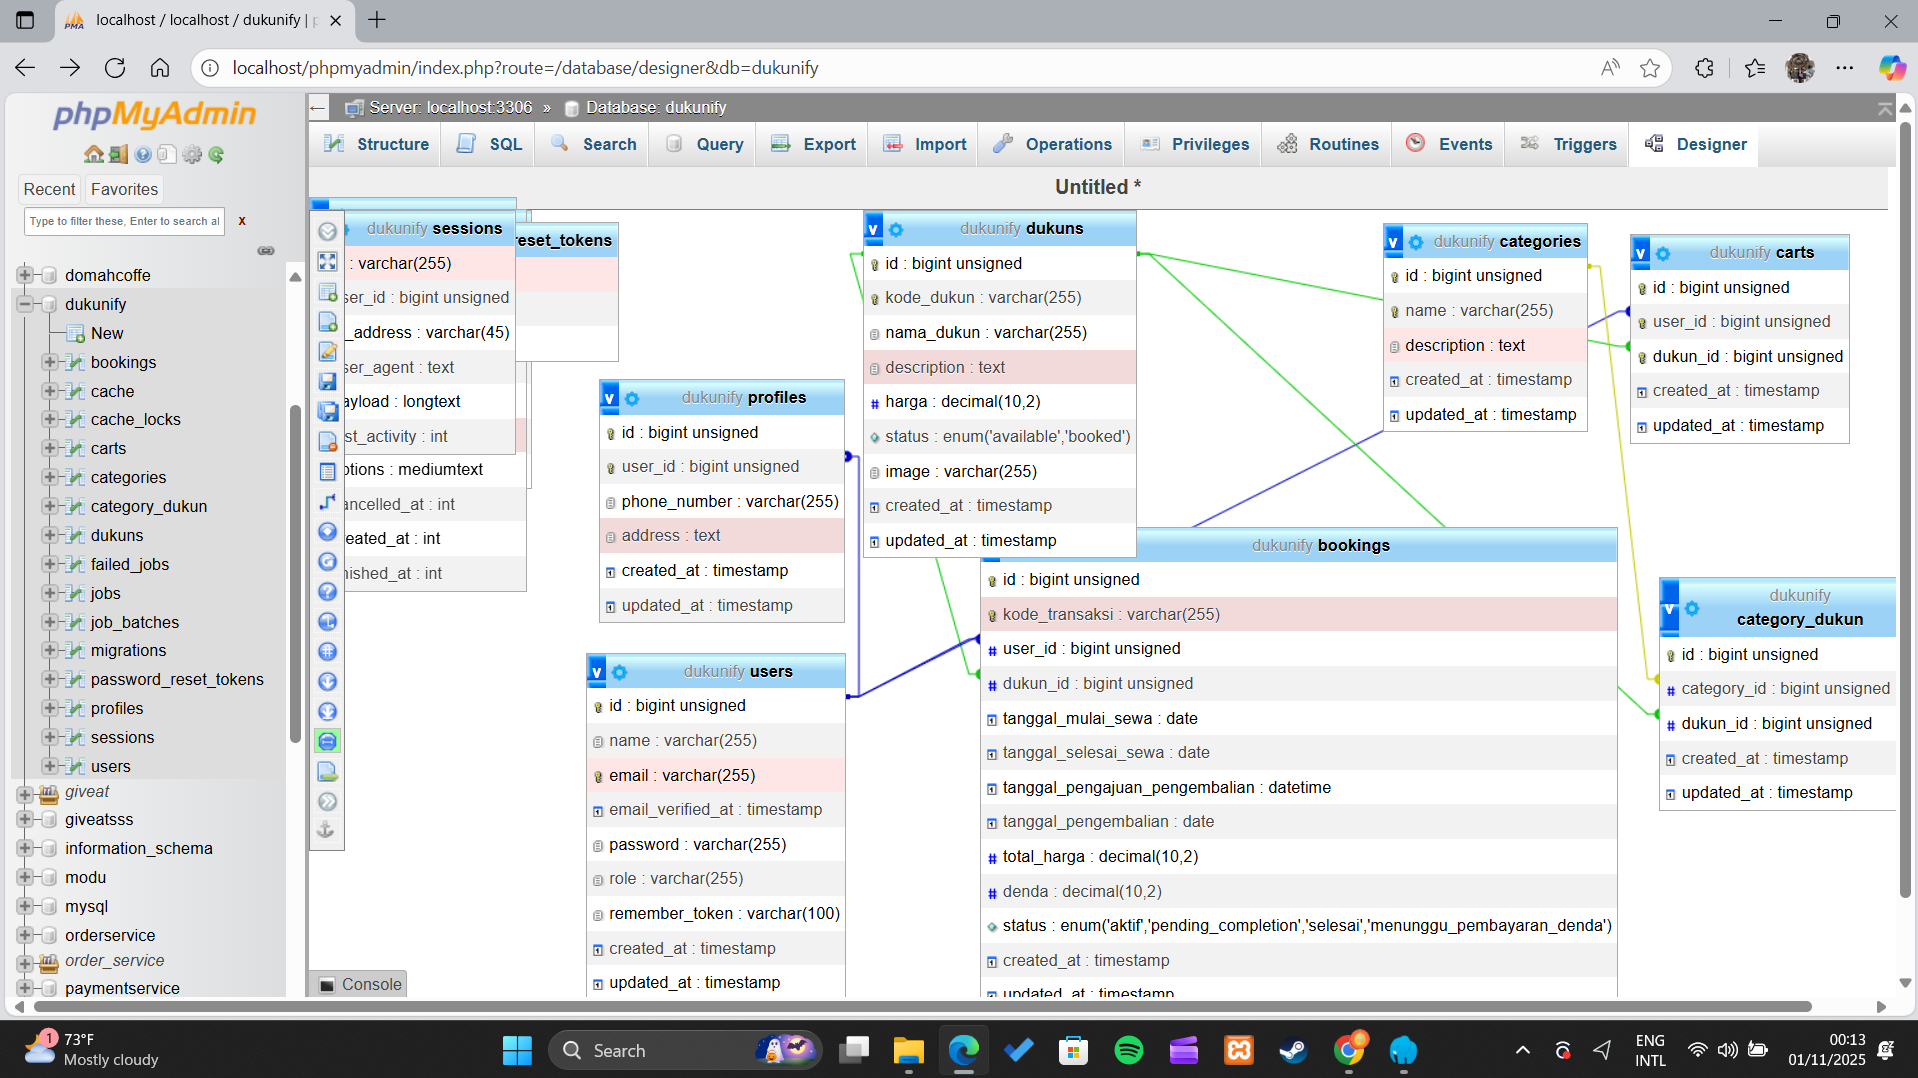 localhost / localhost / dukunify |
localhost/phpmyadmin/index.php?route=/database/designer&db=dukunify
phpMyAdmin
Recent
Favorites
Type to filter these, Enter to search al
x
domahcoffe
dukunify
New
bookings
cache
cache_locks
carts
categories
category_dukun
dukuns
failed_jobs
jobs
job_batches
migrations
password_reset_tokens
profiles
sessions
users
giveat
giveatsss
information_schema
modu
mysql
orderservice
order_service
paymentservice
Server: localhost:3306 » Database: dukunify
Structure
SQL
Search
Query
Export
Import
Operations
Privileges
Routines
Events
Triggers
Designer
Untitled *
dukunify sessions
: varchar(255)
ser_id : bigint unsigned
_address : varchar(45)
ser_agent : text
ayload : longtext
st_activity : int
ptions : mediumtext
ancelled_at : int
eated_at : int
nished_at : int
reset_tokens
dukunify profiles
id : bigint unsigned
user_id : bigint unsigned
phone_number : varchar(255)
address : text
created_at : timestamp
updated_at : timestamp
dukunify users
id : bigint unsigned
name : varchar(255)
email : varchar(255)
email_verified_at : timestamp
password : varchar(255)
role : varchar(255)
remember_token : varchar(100)
created_at : timestamp
updated_at : timestamp
dukunify dukuns
id : bigint unsigned
kode_dukun : varchar(255)
nama_dukun : varchar(255)
description : text
harga : decimal(10,2)
status : enum('available','booked')
image : varchar(255)
created_at : timestamp
updated_at : timestamp
dukunify bookings
id : bigint unsigned
kode_transaksi : varchar(255)
user_id : bigint unsigned
dukun_id : bigint unsigned
tanggal_mulai_sewa : date
tanggal_selesai_sewa : date
tanggal_pengajuan_pengembalian : datetime
tanggal_pengembalian : date
total_harga : decimal(10,2)
denda : decimal(10,2)
status : enum('aktif','pending_completion','selesai','menunggu_pembayaran_denda')
created_at : timestamp
updated_at : timestamp
dukunify categories
id : bigint unsigned
name : varchar(255)
description : text
created_at : timestamp
updated_at : timestamp
dukunify carts
id : bigint unsigned
user_id : bigint unsigned
dukun_id : bigint unsigned
created_at : timestamp
updated_at : timestamp
dukunify
category_dukun
id : bigint unsigned
category_id : bigint unsigned
dukun_id : bigint unsigned
created_at : timestamp
updated_at : timestamp
Console
1
73°F
Mostly cloudy
Search
ENG
INTL
00:13
01/11/2025